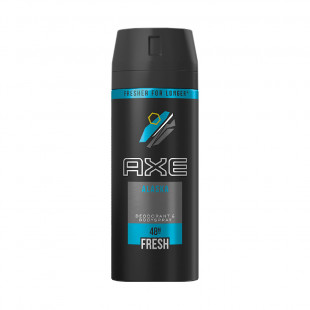 FRESHER FOR LONGER*
AXE
DEODORANT &
BODYSPRAY
48H
FRESH